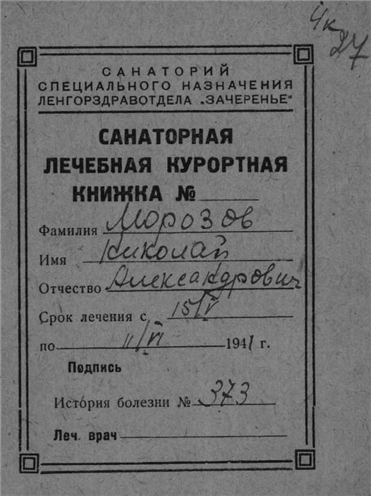 4к
27
САНАТОРИЙ
СПЕЦИАЛЬНОГО НАЗНАЧЕНИЯ
ЛЕНГОРЗДРАВОТДЕЛА „ЗАЧЕРЕНЬЕ“
САНАТОРНАЯ
ЛЕЧЕБНАЯ КУРОРТНАЯ
КНИЖКА №
Фамилия Морозов
Имя Николай
Отчество Александрович
Срок лечения с 15/V
по 11/VI 1941 г.
Подпись
История болезни № 373
Леч. врач